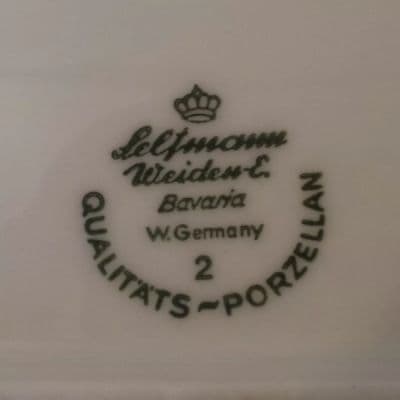 Seltmann
Weiden-E.
Bavaria
W.Germany
2
QUALITÄTS~PORZELLAN